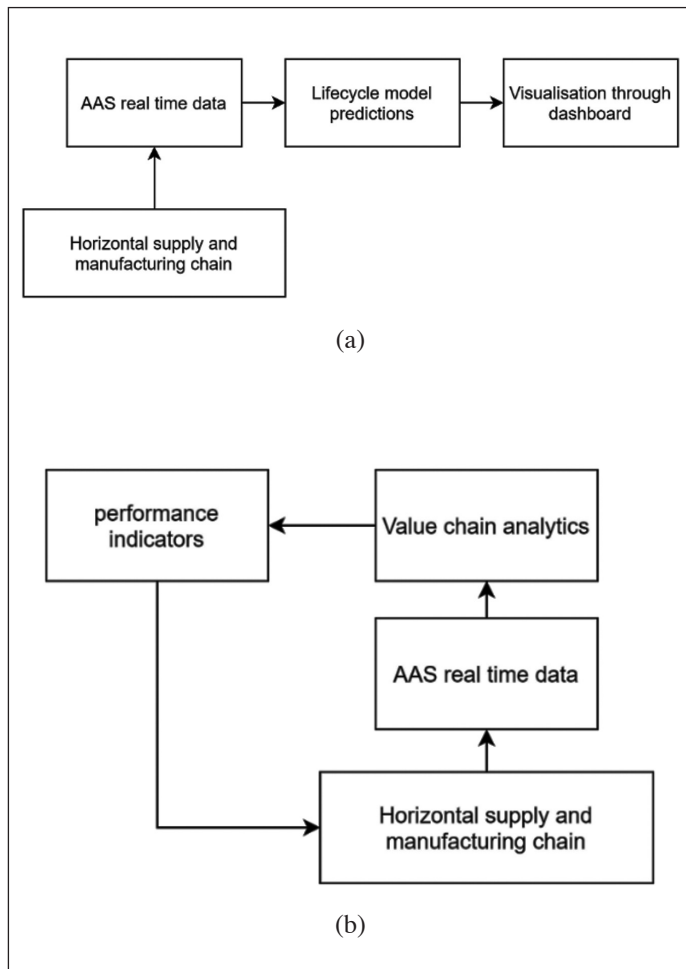 AAS real time data
Lifecycle model
predictions
Visualisation through
dashboard
Horizontal supply and
manufacturing chain
(a)
performance
indicators
Value chain analytics
AAS real time data
Horizontal supply and
manufacturing chain
(b)